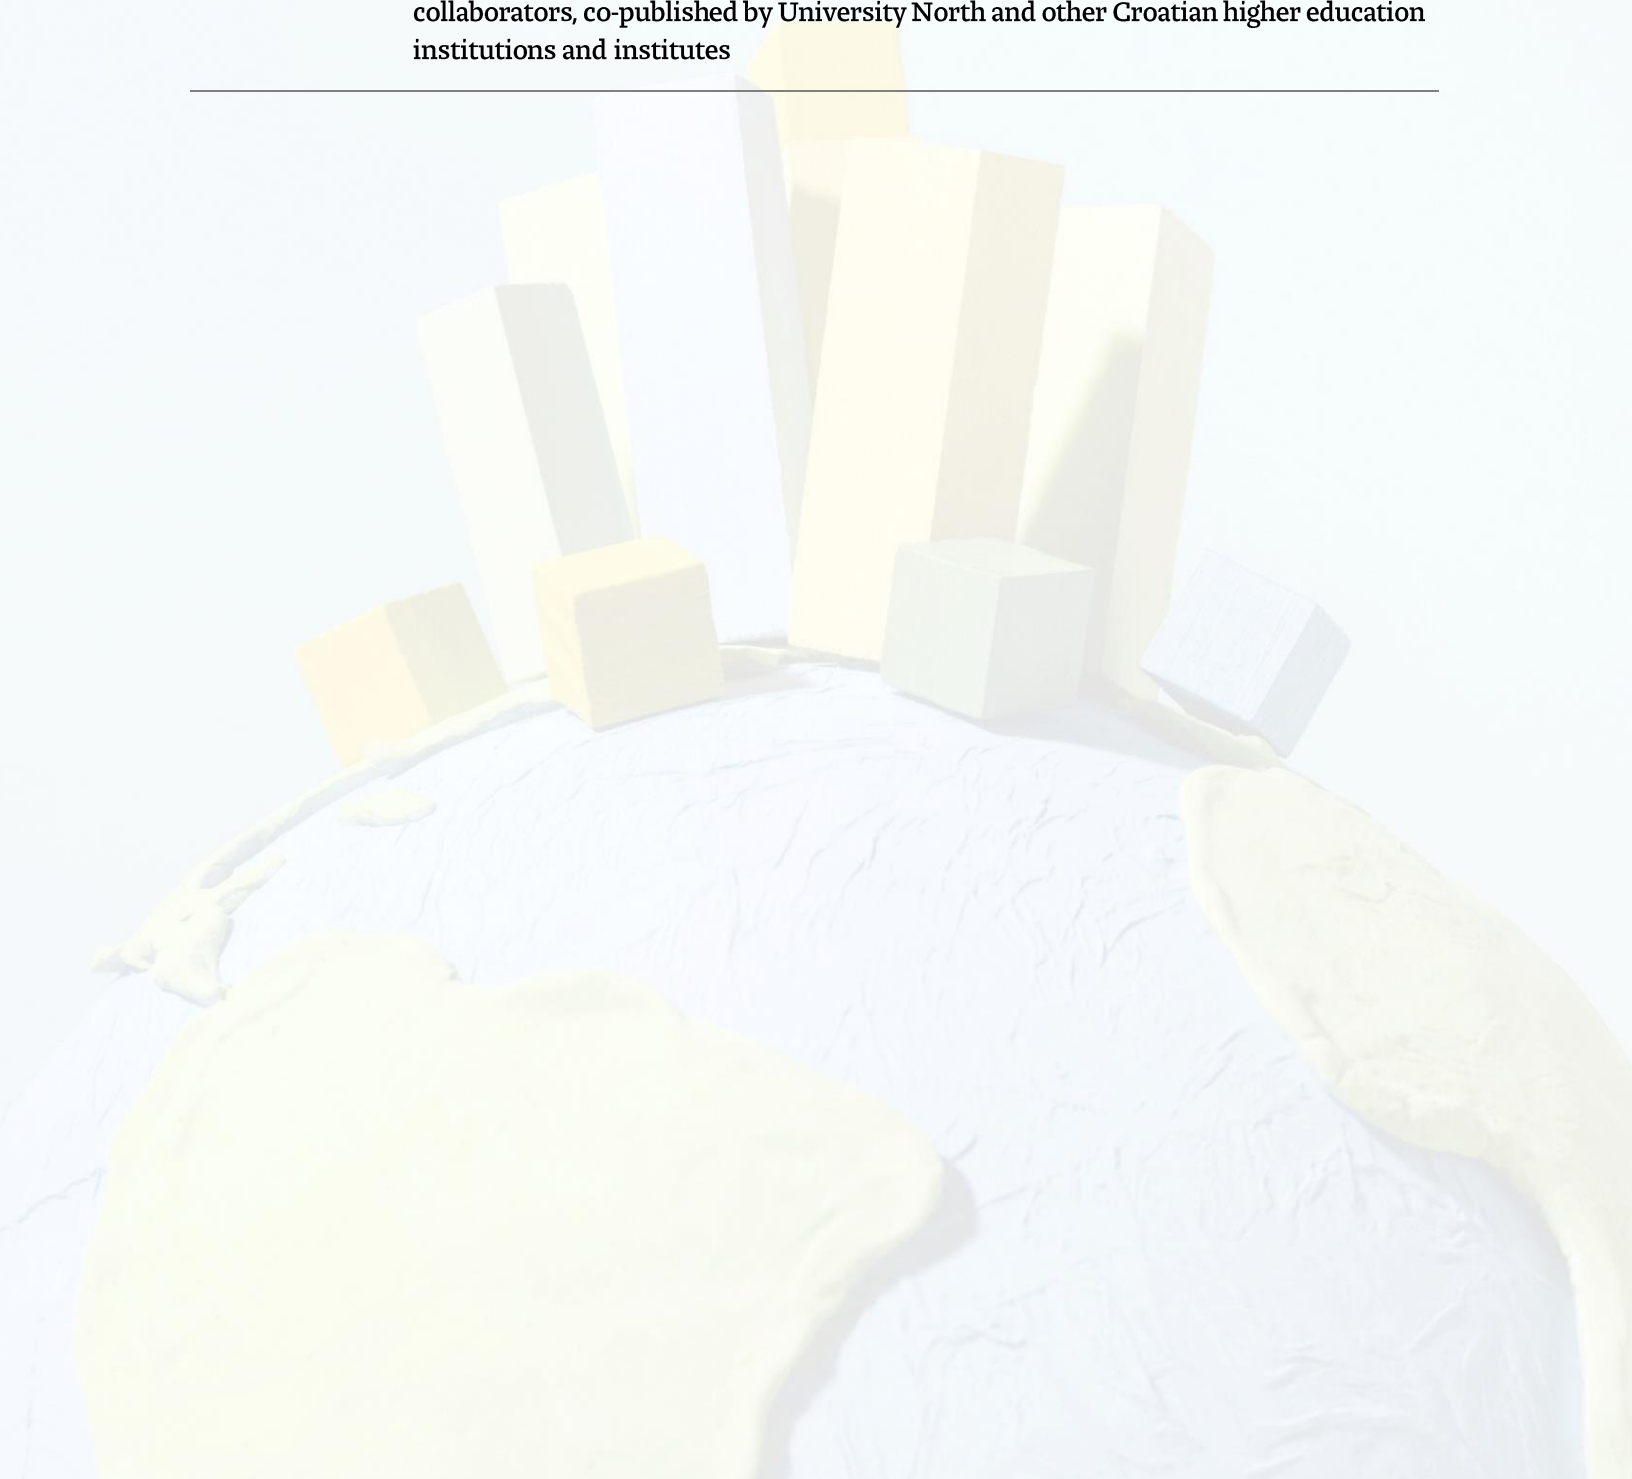 collaborators, co-published by University North and other Croatian higher education
institutions and institutes